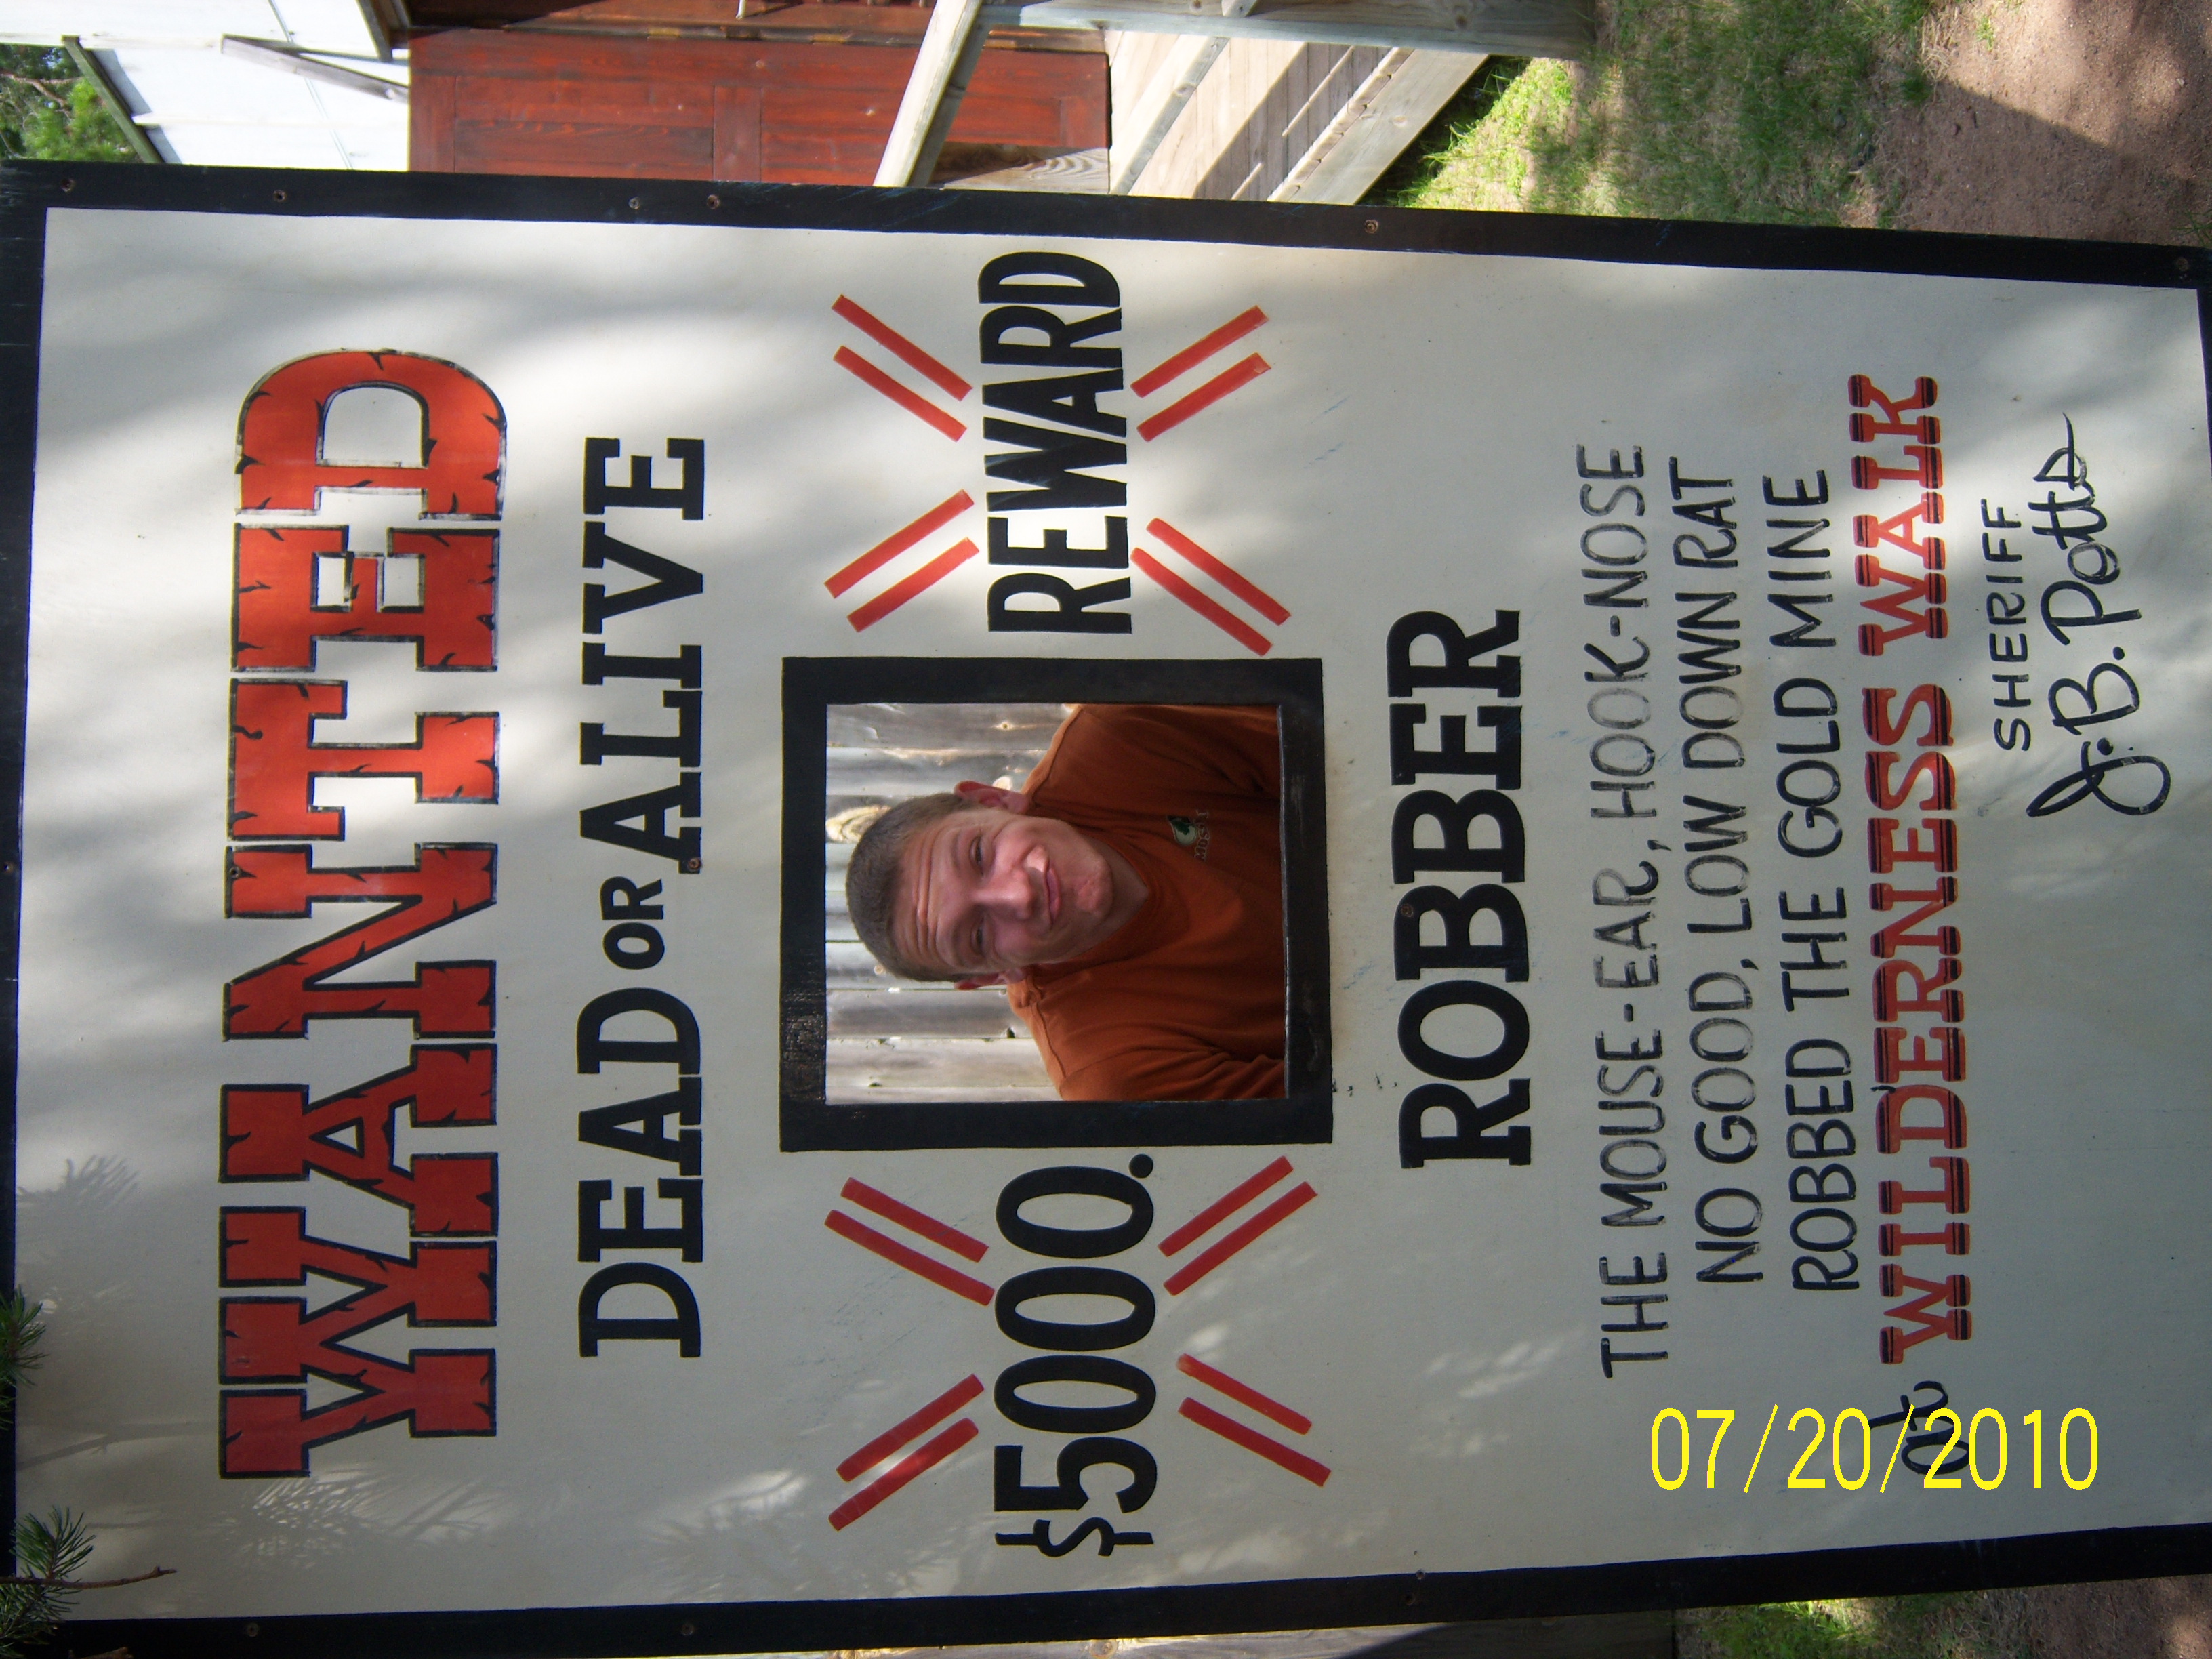 WANTED
DEAD OR ALIVE
$5000. REWARD
ROBBER
THE MOUSE-EAR, HOOK-NOSE
NO GOOD, LOW DOWN RAT
ROBBED THE GOLD MINE
at WILDERNESS WALK
SHERIFF
J.B. Potts
07/20/2010